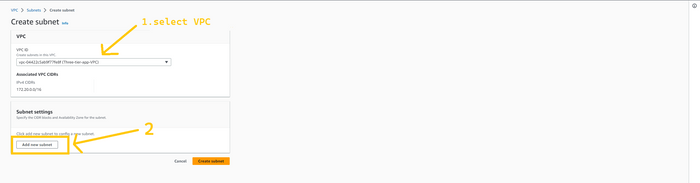 VPC > Subnets > Create subnet
Create subnet Info
1.select VPC
VPC
VPC ID
Create subnets in this VPC.
(Three-tier-app-VPC)
Associated VPC CIDRs
IPv4 CIDRs
172.20.0.0/16
Subnet settings
Specify the CIDR blocks and Availability Zone for the subnet.
Click add new subnet to config a new subnet.
Add new subnet
2
Cancel
Create subnet